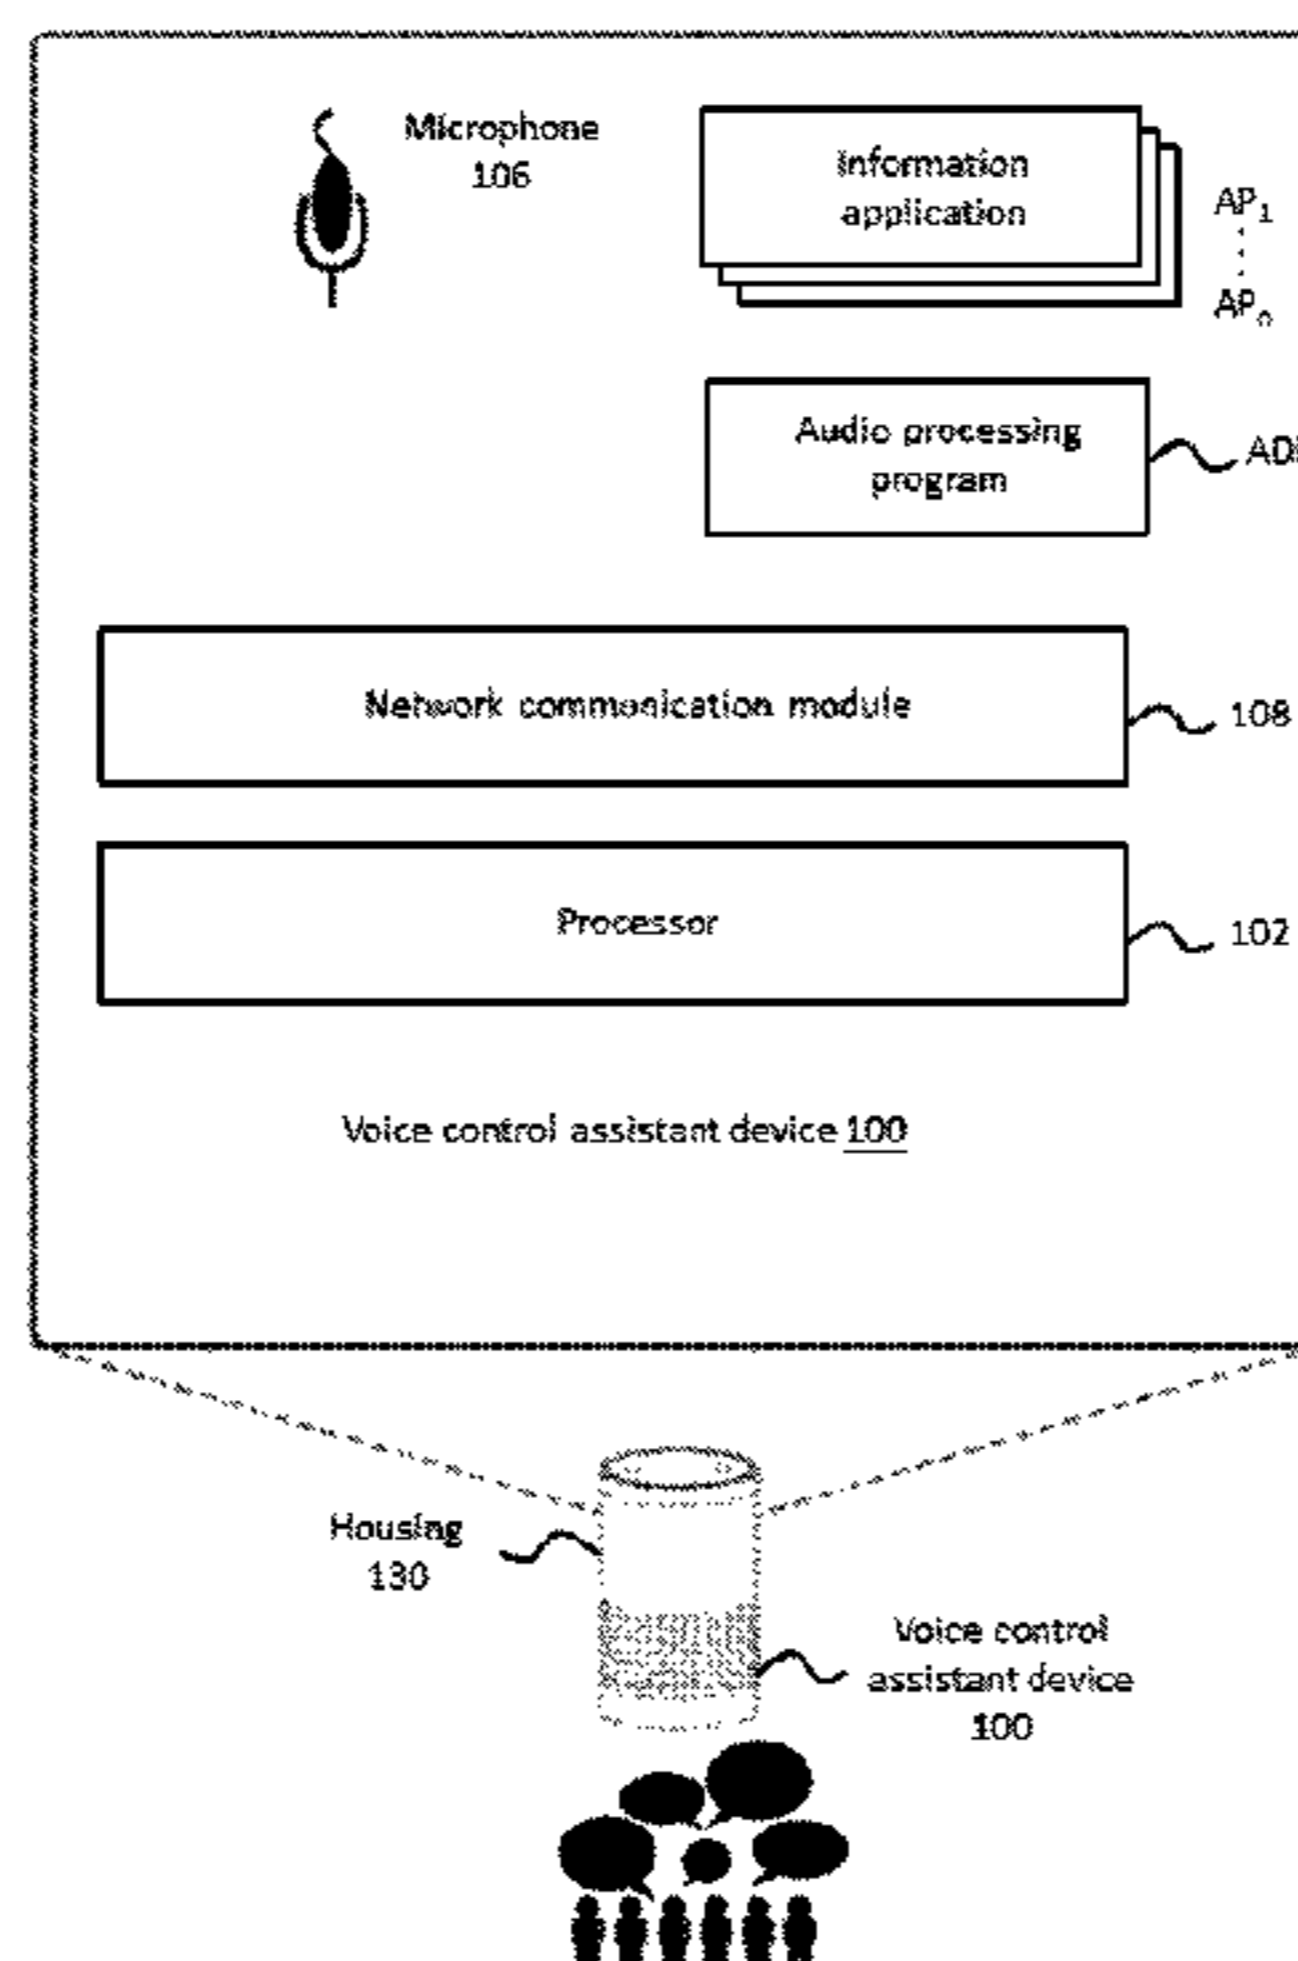 Microphone
106
Information
application
AP1
APn
Audio processing
program
Network communication module
108
Processor
102
Voice control assistant device 100
Housing
130
Voice control
assistant device
100